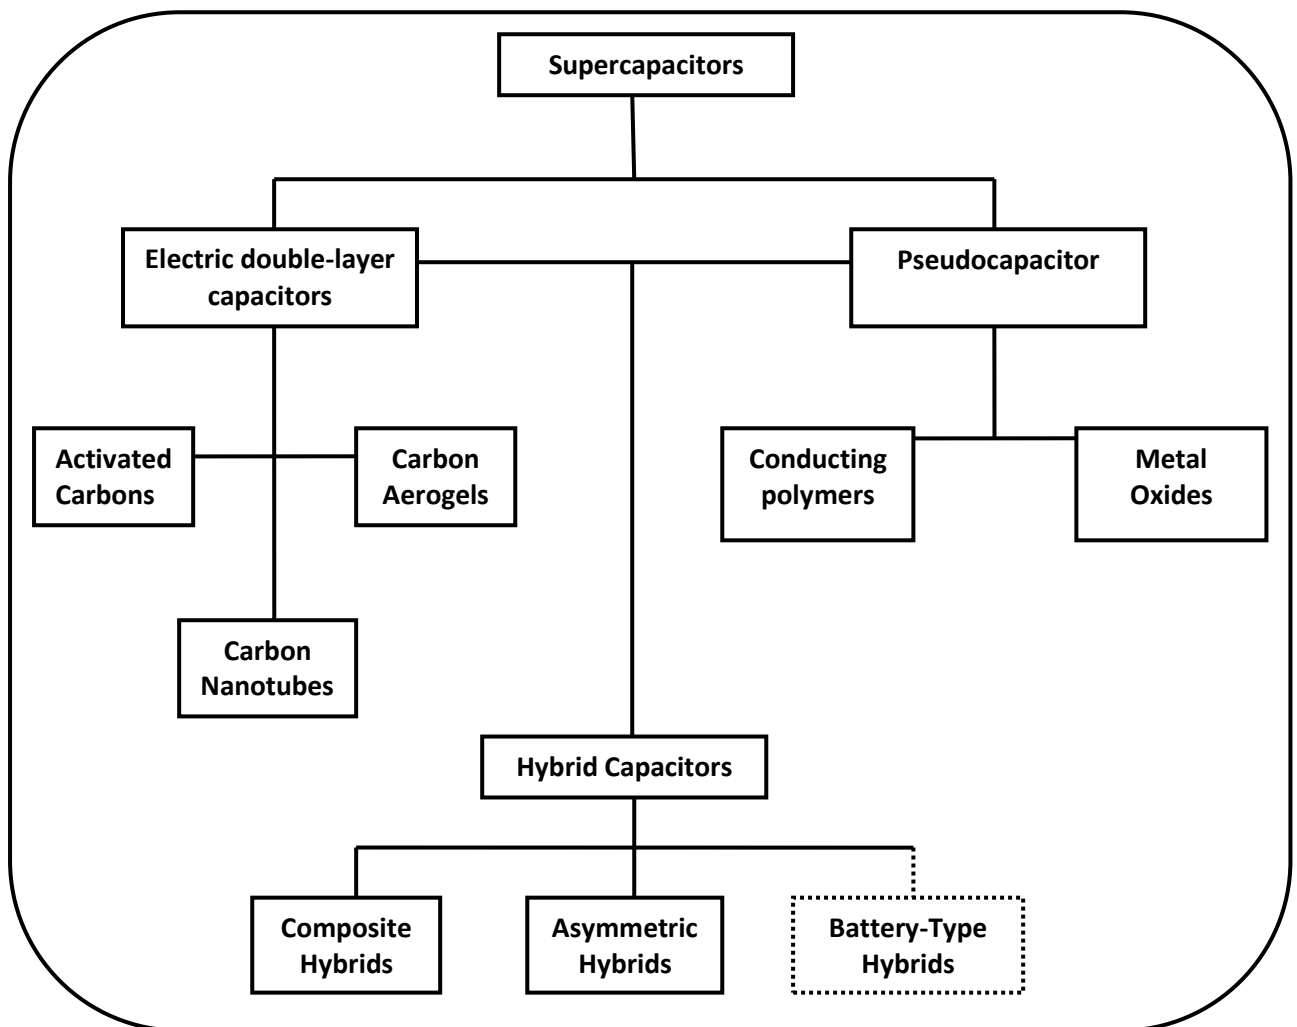 Supercapacitors
Electric double-layer
capacitors
Pseudocapacitor
Activated
Carbons
Carbon
Aerogels
Conducting
polymers
Metal
Oxides
Carbon
Nanotubes
Hybrid Capacitors
Composite
Hybrids
Asymmetric
Hybrids
Battery-Type
Hybrids